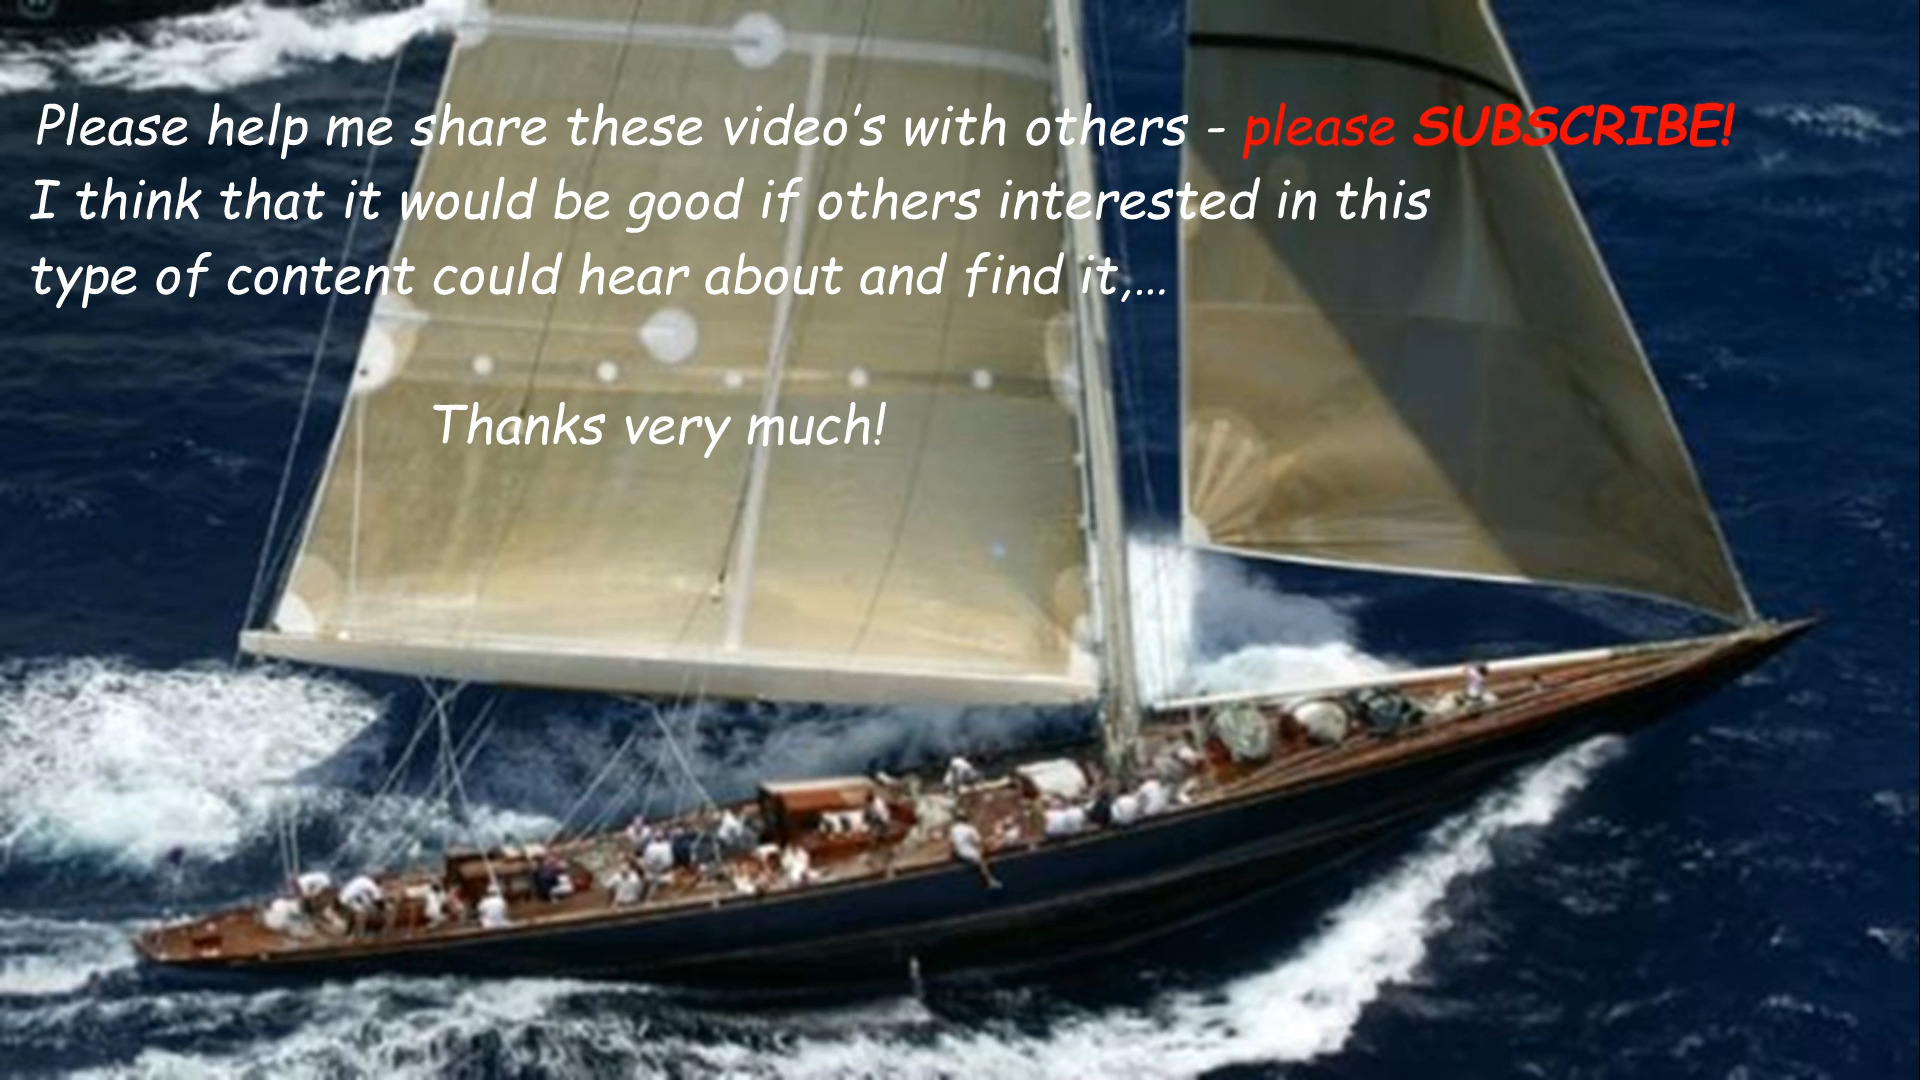 Please help me share these video's with others - please SUBSCRIBE!
I think that it would be good if others interested in this
type of content could hear about and find it,...
Thanks very much!